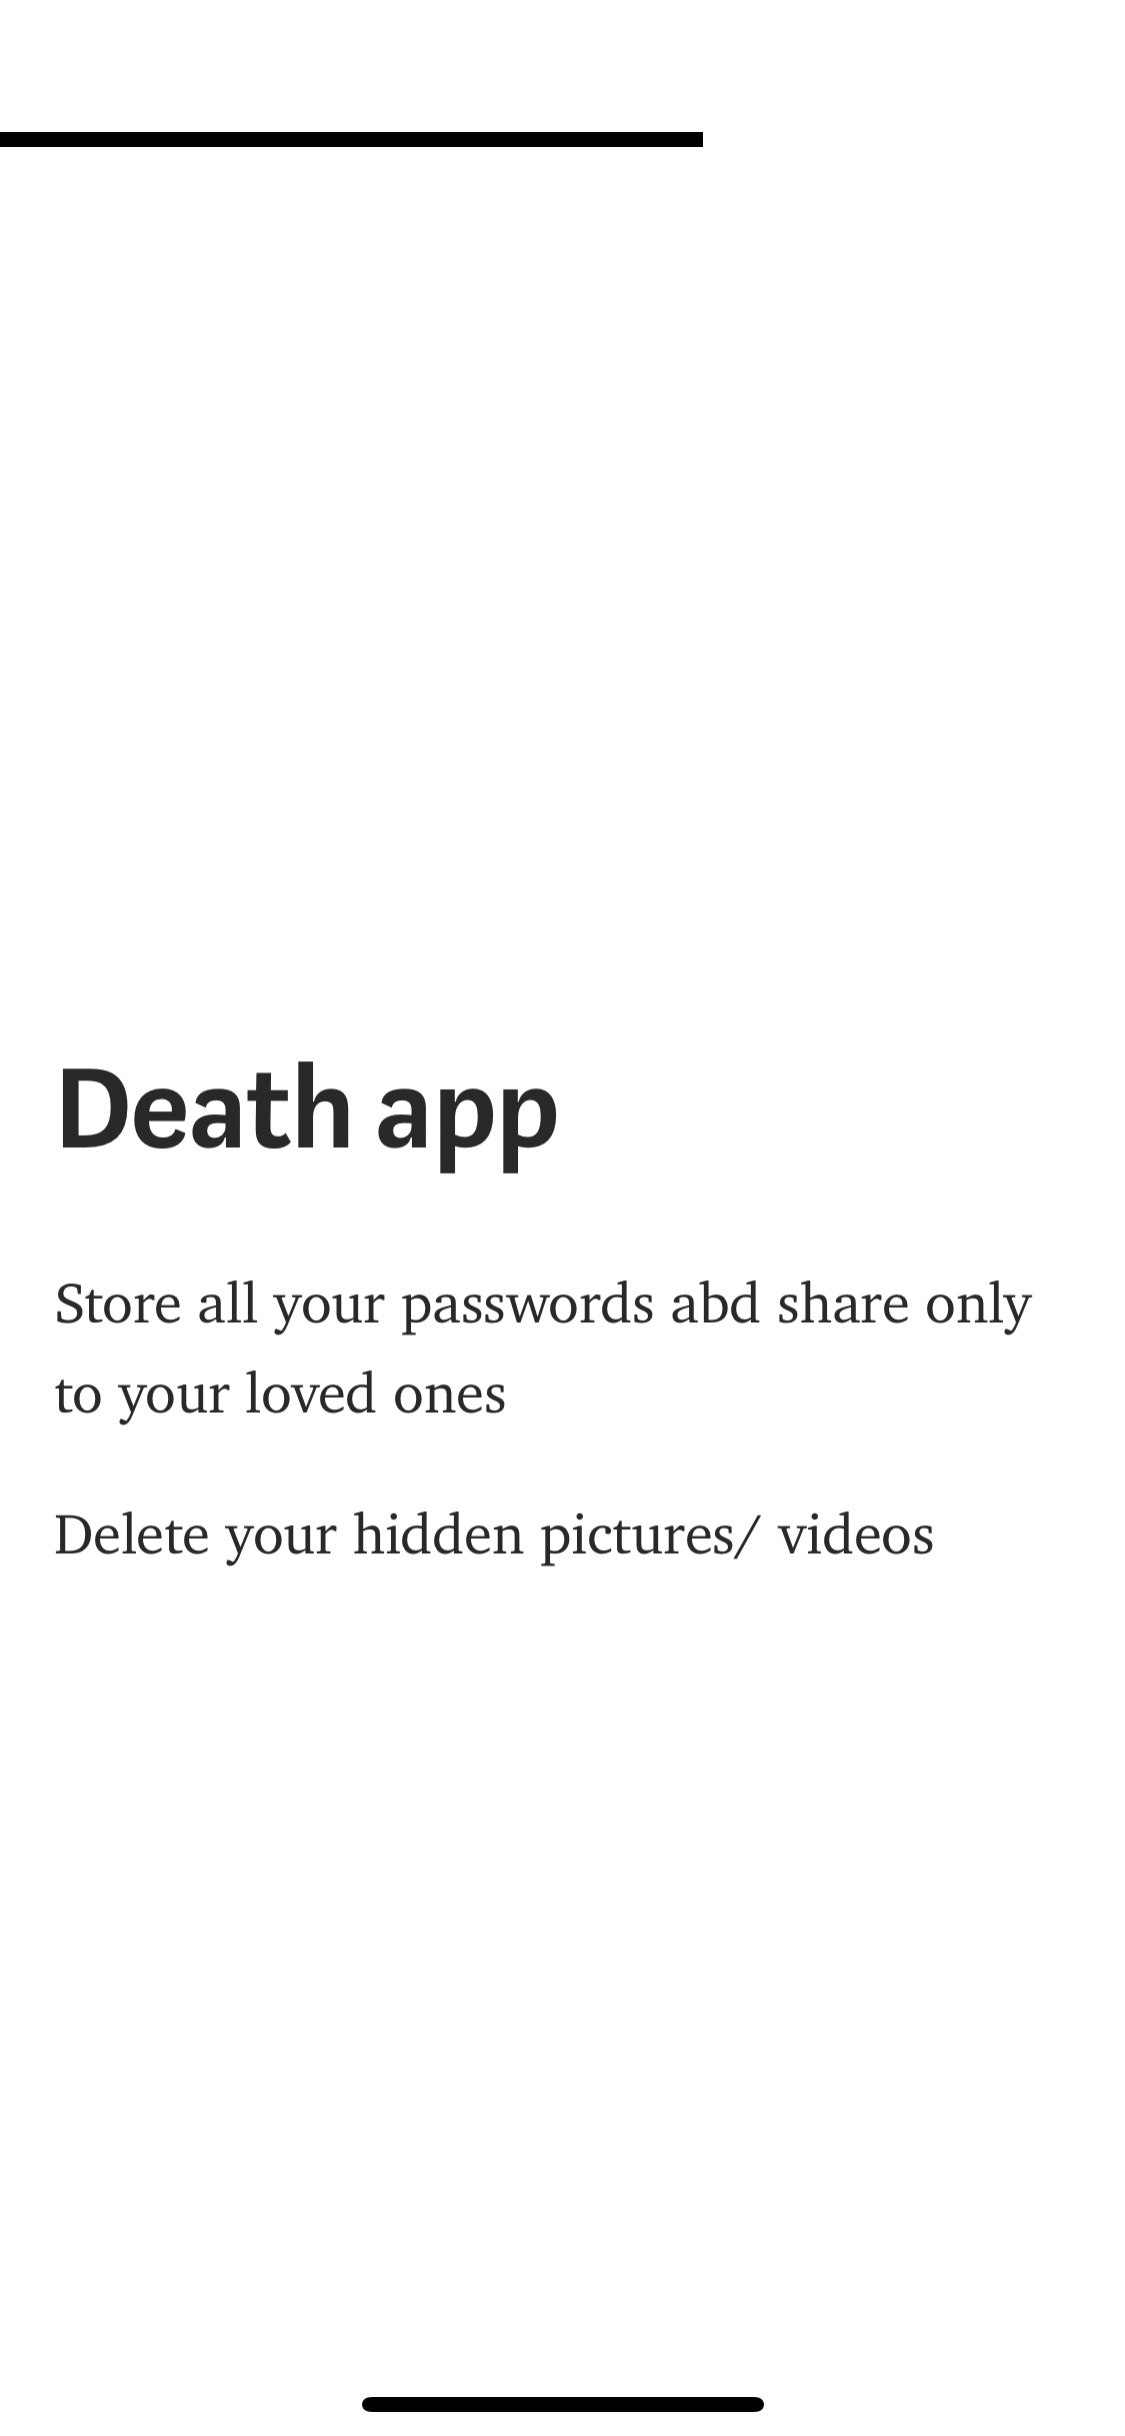 Death app
Store all your passwords abd share only
to your loved ones
Delete your hidden pictures/ videos